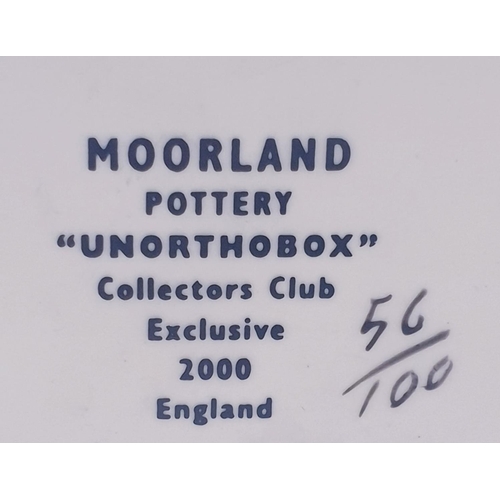 MOORLAND
POTTERY
"UNORTHOBOX"
Collectors Club
Exclusive
2000
England
56/100